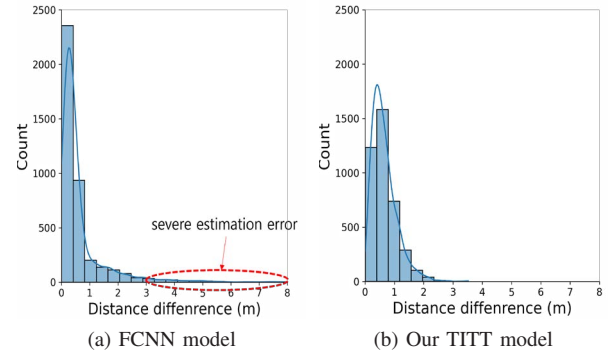 2500
2000
1500
1000
500
0
Count
severe estimation error
0 1 2 3 4 5 6 7 8
Distance diffenrence (m)
(a) FCNN model
2500
2000
1500
1000
500
0
Count
0 1 2 3 4 5 6 7 8
Distance diffenrence (m)
(b) Our TITT model